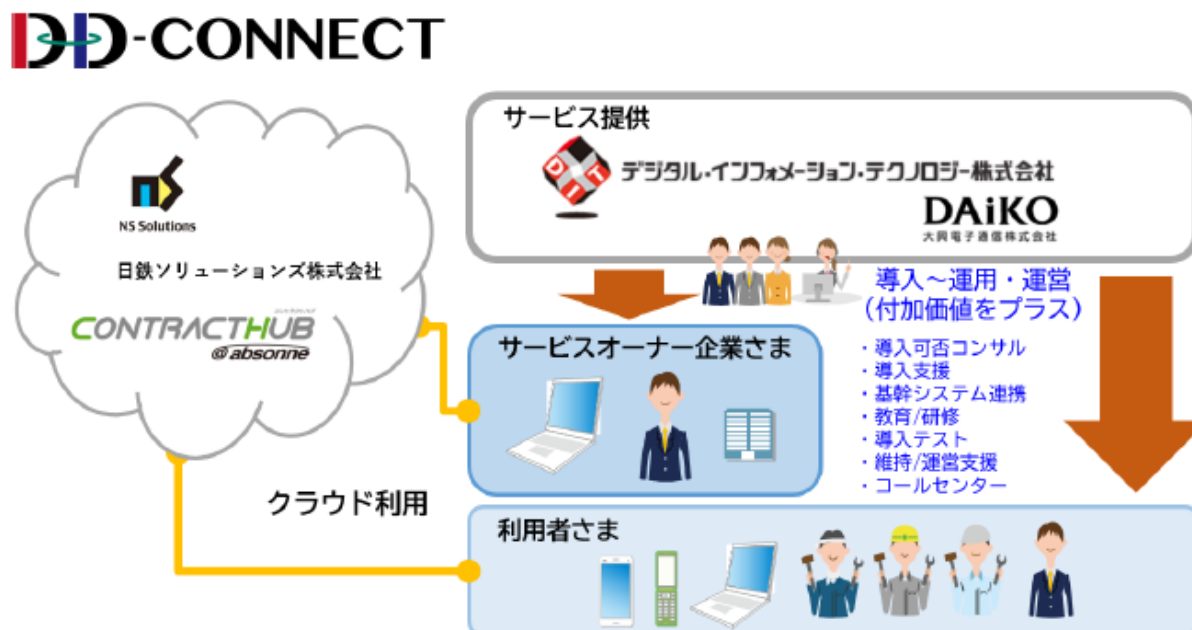 DD-CONNECT
サービス提供
DIT
デジタル・インフォメーション・テクノロジー株式会社
DAiKO
大興電子通信株式会社
NS Solutions
日鉄ソリューションズ株式会社
CONTRACTHUB
@absonne
導入～運用・運営
(付加価値をプラス)
サービスオーナー企業さま
・導入可否コンサル
・導入支援
・基幹システム連携
・教育/研修
・導入テスト
・維持/運営支援
・コールセンター
クラウド利用
利用者さま